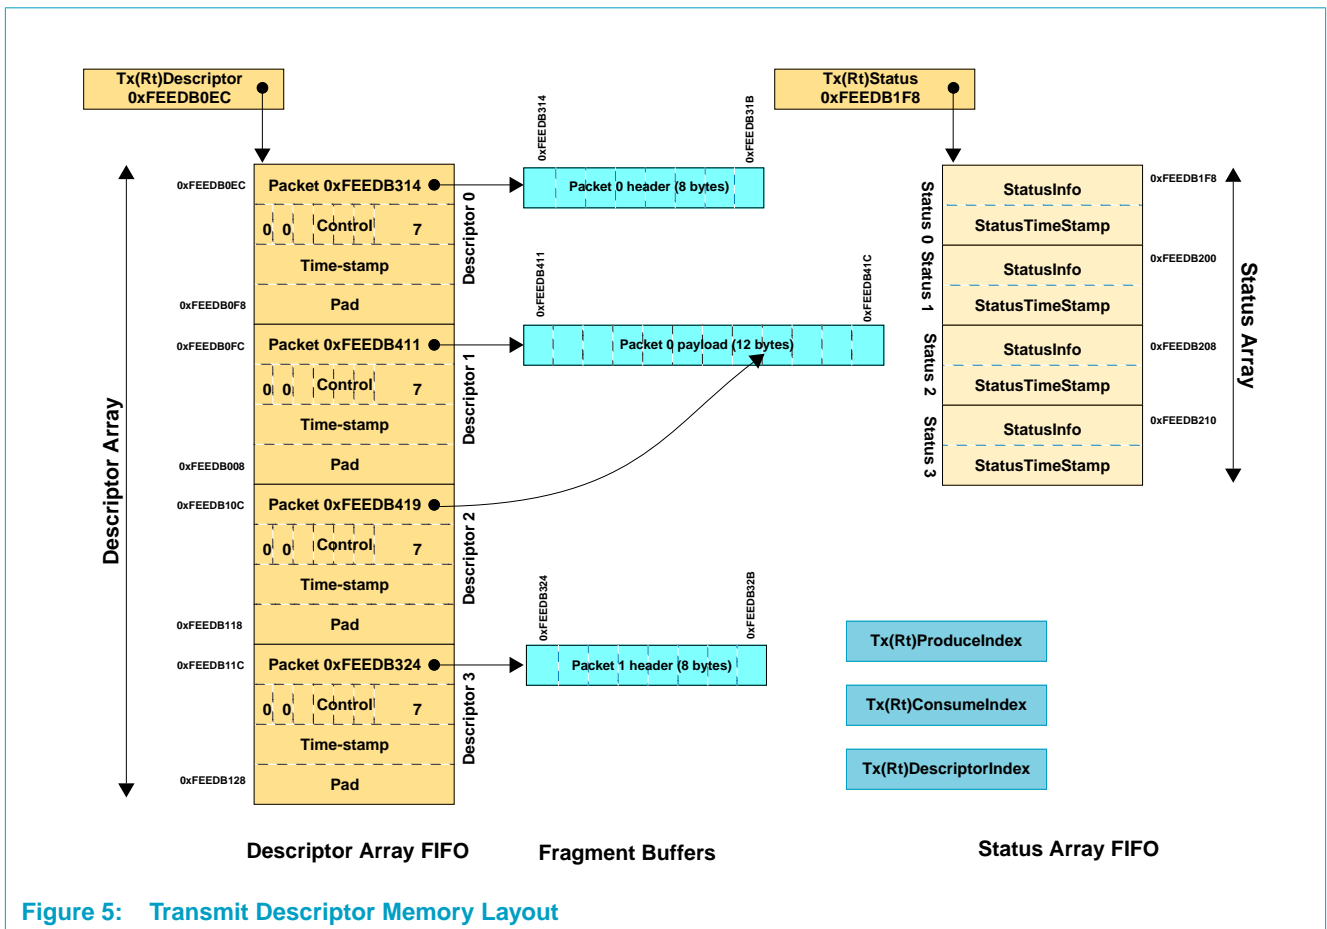 Tx(Rt)Descriptor
0xFEEDB0EC
Tx(Rt)Status
0xFEEDB1F8
Descriptor Array
0xFEEDB0EC
Packet 0xFEEDB314
0 0 Control 7
Time-stamp
0xFEEDB0F8
Pad
Descriptor 0
0xFEEDB0FC
Packet 0xFEEDB411
0 0 Control 7
Time-stamp
0xFEEDB008
Pad
Descriptor 1
0xFEEDB10C
Packet 0xFEEDB419
0 0 Control 7
Time-stamp
0xFEEDB118
Pad
Descriptor 2
0xFEEDB11C
Packet 0xFEEDB324
0 0 Control 7
Time-stamp
0xFEEDB128
Pad
Descriptor 3
0xFEEDB314
0xFEEDB31B
Packet 0 header (8 bytes)
0xFEEDB411
0xFEEDB41C
Packet 0 payload (12 bytes)
0xFEEDB324
0xFEEDB32B
Packet 1 header (8 bytes)
Status 0
StatusInfo
StatusTimeStamp
0xFEEDB1F8
Status 1
StatusInfo
StatusTimeStamp
0xFEEDB200
Status 2
StatusInfo
StatusTimeStamp
0xFEEDB208
Status 3
StatusInfo
StatusTimeStamp
0xFEEDB210
Status Array
Tx(Rt)ProduceIndex
Tx(Rt)ConsumeIndex
Tx(Rt)DescriptorIndex
Descriptor Array FIFO
Fragment Buffers
Status Array FIFO
Figure 5: Transmit Descriptor Memory Layout